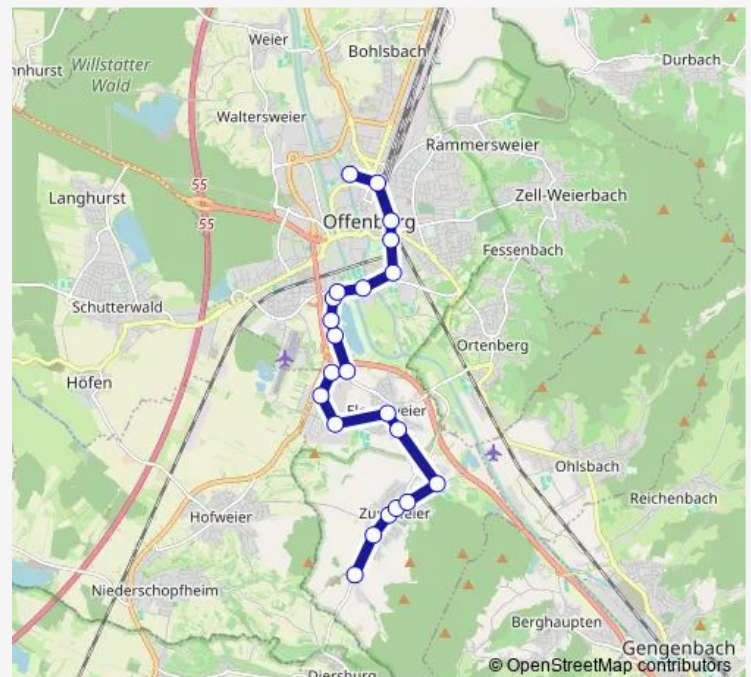 Weier
Bohlsbach
Willstätter
Wald
Durbach
Waltersweier
Rammersweier
55
Langhurst
Zell-Weierbach
55
Offenburg
Fessenbach
Schutterwald
Ortenberg
Höfen
Ohlsbach
Reichenbach
Hofweier
Niederschopfheim
Berghaupten
Gengenbach
© OpenStreetMap contributors